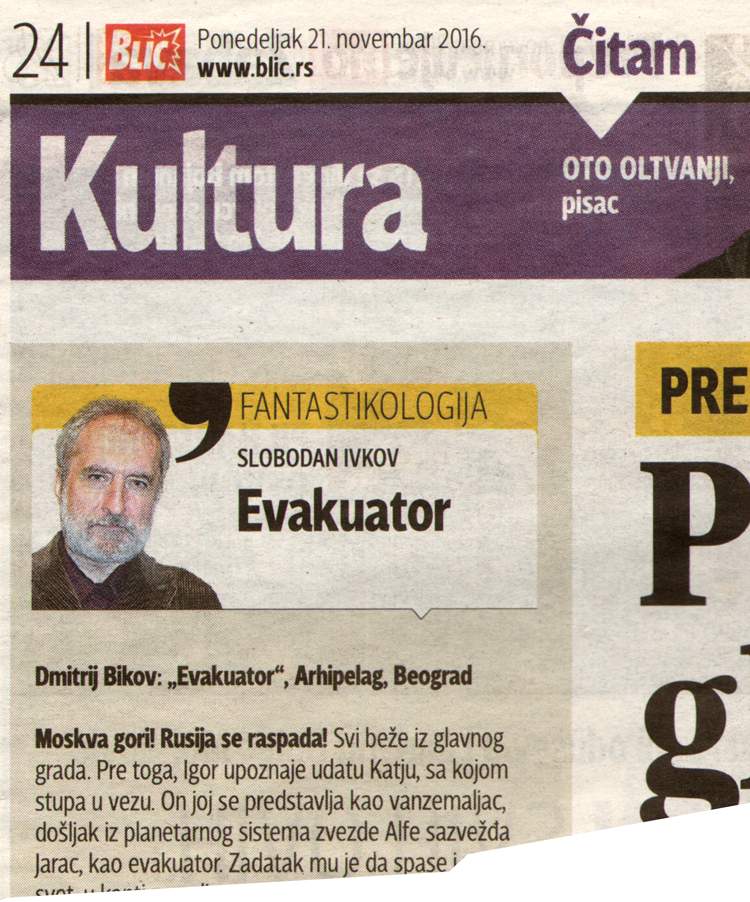 24 | BLIC Ponedeljak 21. novembar 2016.
www.blic.rs
Čitam
Kultura
OTO OLTVANJI,
pisac
FANTASTIKOLOGIJA
SLOBODAN IVKOV
Evakuator
Dmitrij Bikov: „Evakuator“, Arhipelag, Beograd
Moskva gori! Rusija se raspada! Svi beže iz glavnog
grada. Pre toga, Igor upoznaje udatu Katju, sa kojom
stupa u vezu. On joj se predstavlja kao vanzemaljac,
došljak iz planetarnog sistema zvezde Alfe sazvežđa
Jarac, kao evakuator. Zadatak mu je da spase
PRE
P
g